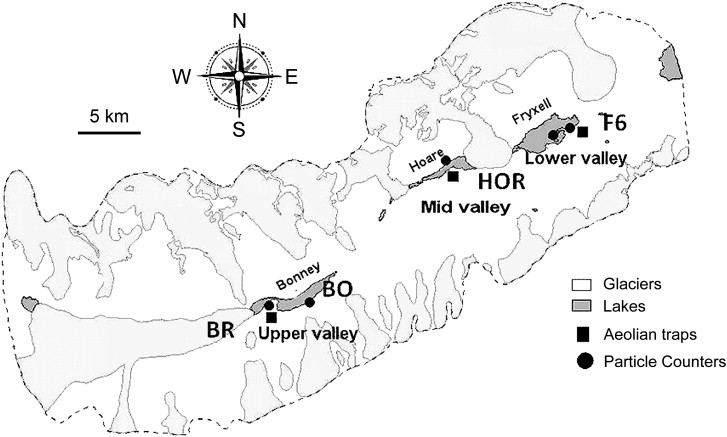 N
W E
S
5 km
Fryxell
F6
Lower valley
Hoare
HOR
Mid valley
Bonney
BO
BR
Upper valley
Glaciers
Lakes
Aeolian traps
Particle Counters